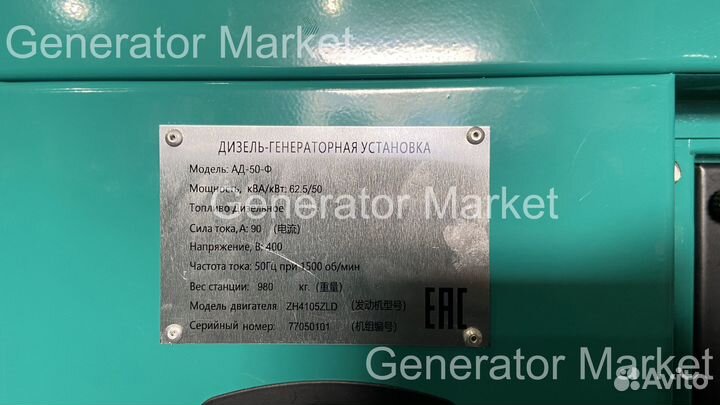 Generator Market
ДИЗЕЛЬ-ГЕНЕРАТОРНАЯ УСТАНОВКА
Модель: АД-50-Ф
Мощность, кВА/кВт: 62.5/50
Generator Market
Топливо Дизельное
Сила тока, А: 90 (电流)
Напряжение, В: 400
Частота тока: 50Гц при 1500 об/мин
Вес станции: 980 кг. (重量)
Модель двигателя ZH4105ZLD (发动机型号)
Серийный номер: 77050101 (机组编号)
EAC
Generator Market
Avito